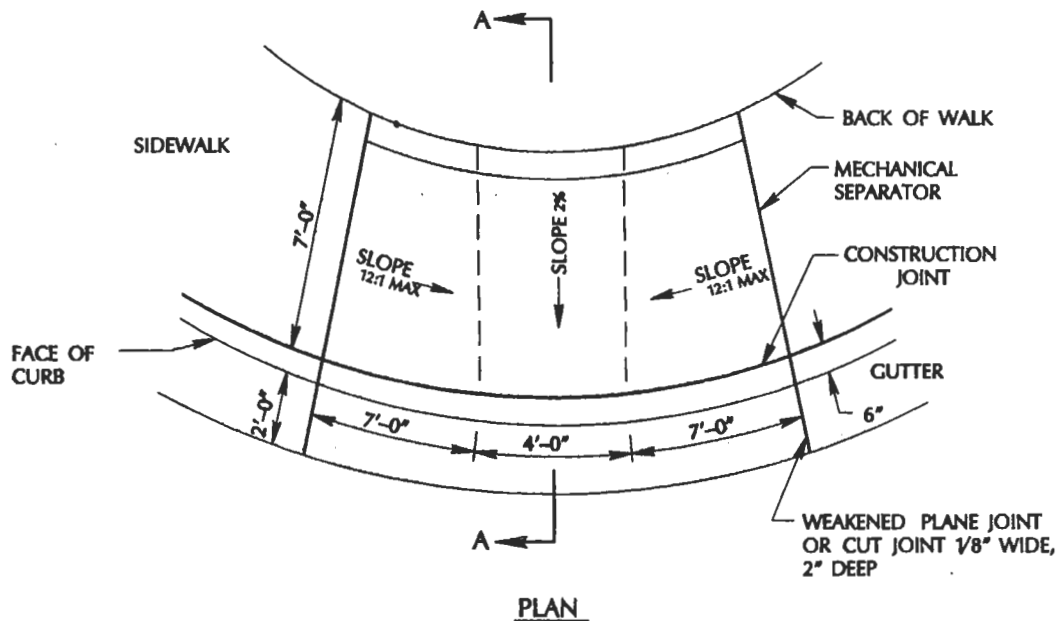 A
BACK OF WALK
SIDEWALK
MECHANICAL
SEPARATOR
7'-0"
SLOPE 2%
SLOPE
12:1 MAX
SLOPE
12:1 MAX
CONSTRUCTION
JOINT
FACE OF
CURB
GUTTER
2'-0"
7'-0"
4'-0"
7'-0"
6"
A
WEAKENED PLANE JOINT
OR CUT JOINT 1/8" WIDE,
2" DEEP
PLAN